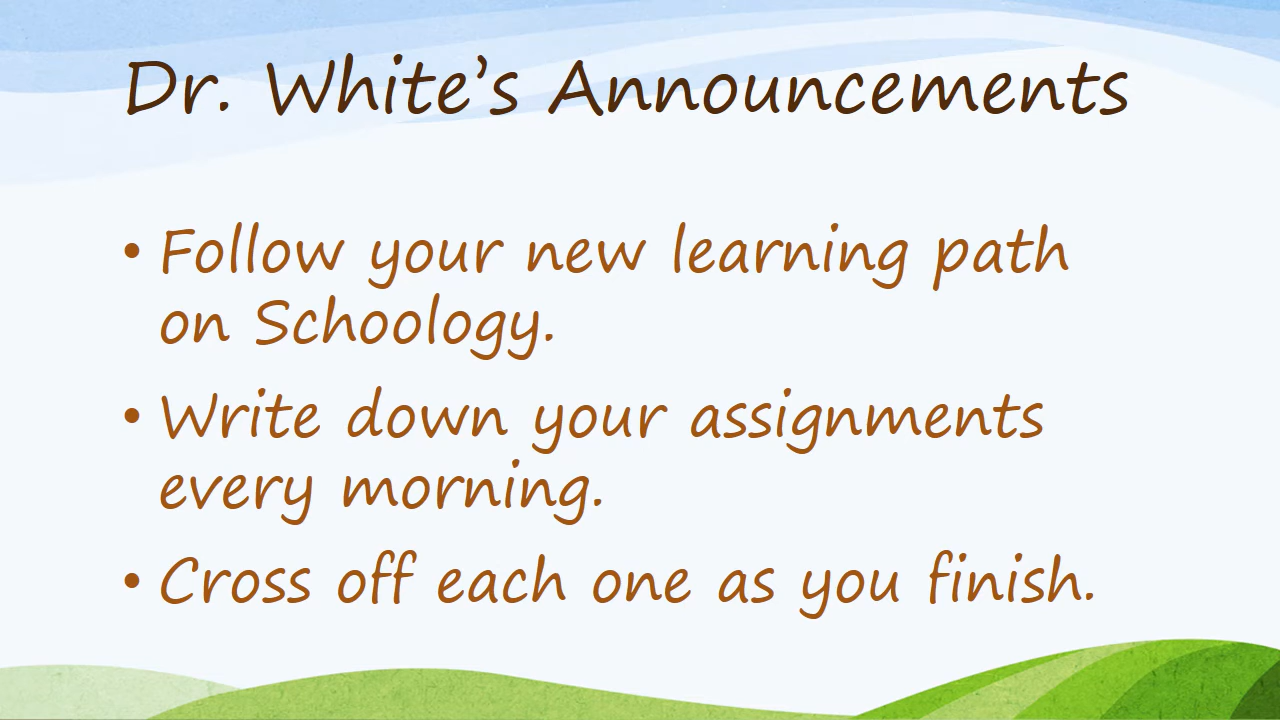 Dr. White’s Announcements
• Follow your new learning path
on Schoology.
• Write down your assignments
every morning.
• Cross off each one as you finish.